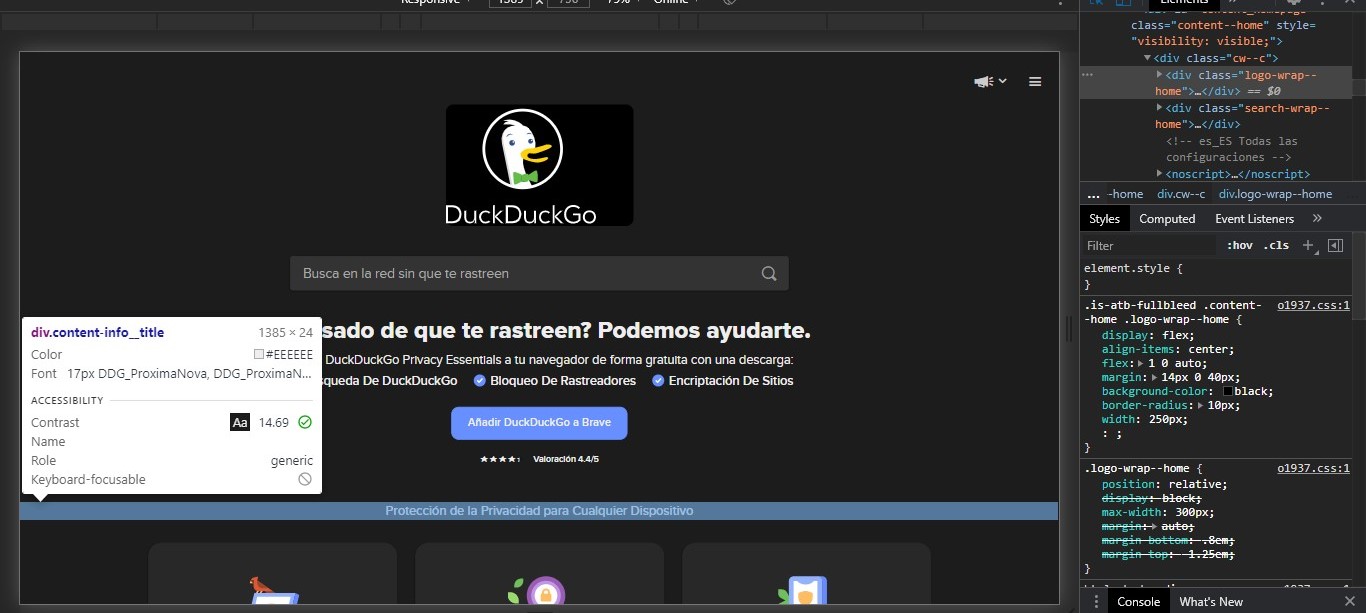 Responsive
1385
×
750
79%
Online
Elements
class="content--home" style=
"visibility: visible;">
▼<div class="cw--c">
▶<div class="logo-wrap--
home">…</div> == $0
▶<div class="search-wrap--
home">…</div>
<!-- es_ES Todas las
configuraciones -->
▶<noscript>…</noscript>
... -home div.cw--c div.logo-wrap--home
Styles Computed Event Listeners »
Filter :hov .cls +
element.style {
}
.is-atb-fullbleed .content- o1937.css:1
-home .logo-wrap--home {
display: flex;
align-items: center;
flex: 1 0 auto;
margin: 14px 0 40px;
background-color: black;
border-radius: 10px;
width: 250px;
: ;
}
.logo-wrap--home { o1937.css:1
position: relative;
display: block;
max-width: 300px;
margin: auto;
margin-bottom: .8em;
margin-top: -1.25em;
}
Console What's New
DuckDuckGo
Busca en la red sin que te rastreen
sado de que te rastreen? Podemos ayudarte.
DuckDuckGo Privacy Essentials a tu navegador de forma gratuita con una descarga:
squeda De DuckDuckGo Bloqueo De Rastreadores Encriptación De Sitios
Añadir DuckDuckGo a Brave
Valoración 4.4/5
div.content-info__title 1385 × 24
Color #EEEEEE
Font 17px DDG_ProximaNova, DDG_ProximaN...
ACCESSIBILITY
Contrast Aa 14.69
Name
Role generic
Keyboard-focusable
Protección de la Privacidad para Cualquier Dispositivo